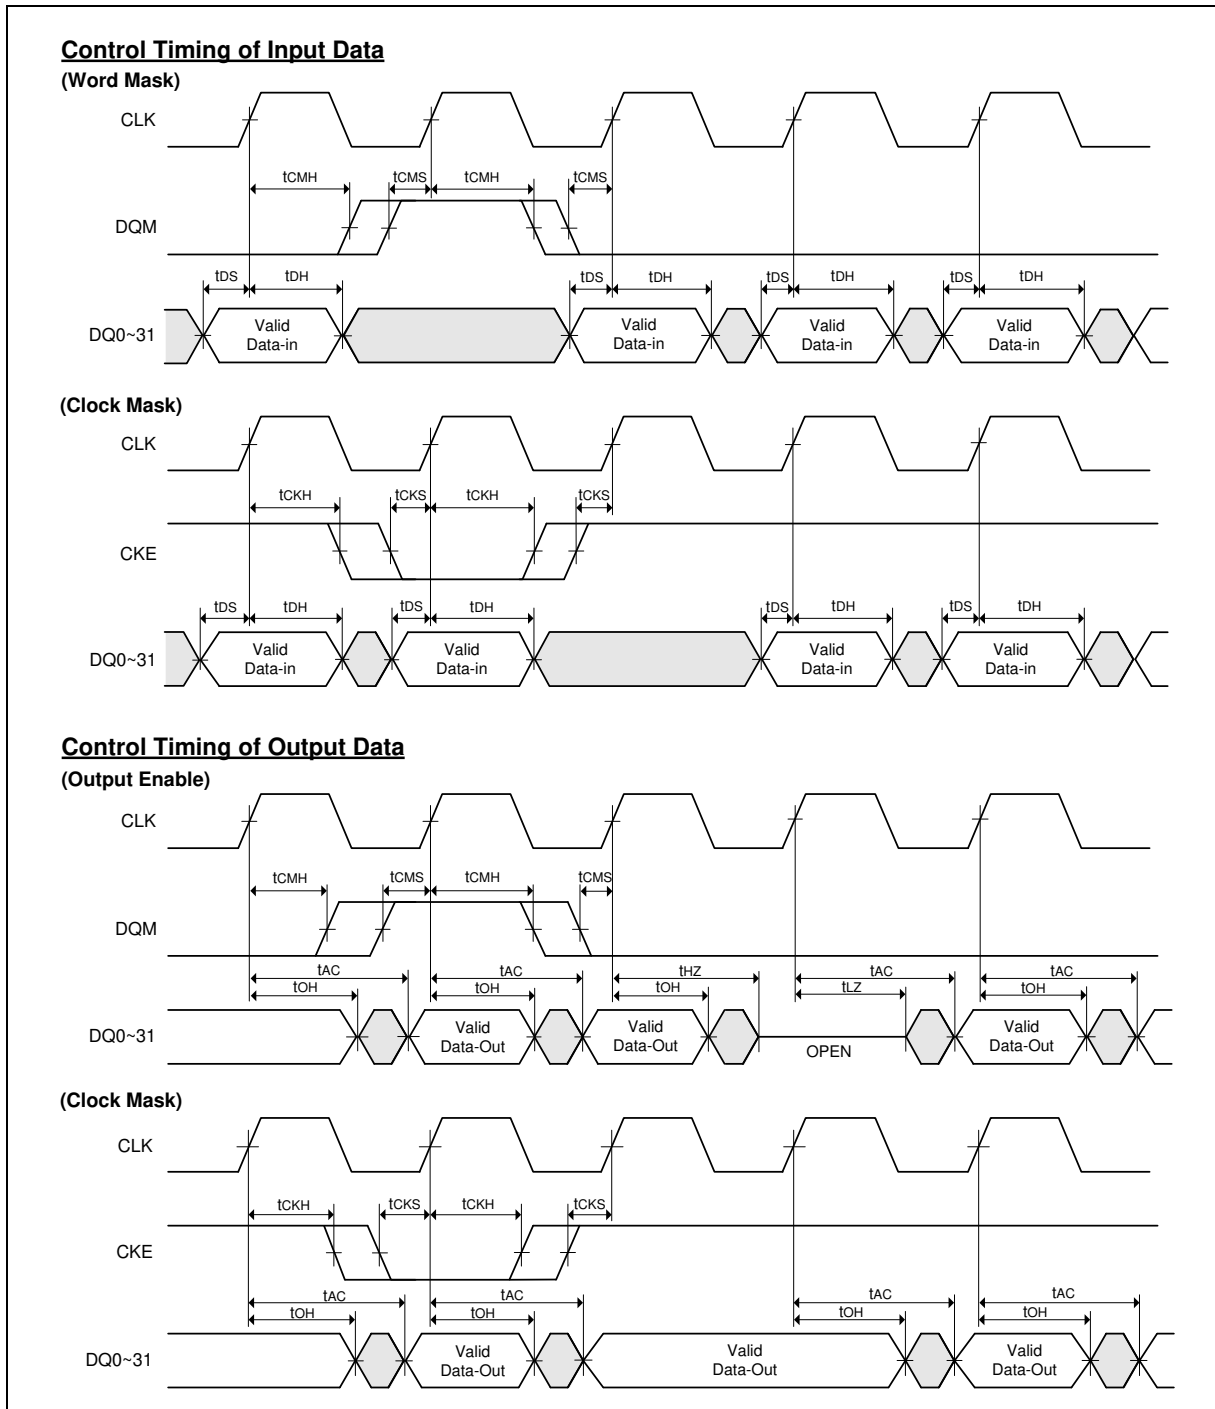 Control Timing of Input Data
(Word Mask)
CLK
tCMH tCMS tCMH tCMS
DQM
tDS tDH tDS tDH tDS tDH tDS tDH
DQ0~31
Valid Data-in
Valid Data-in
Valid Data-in
Valid Data-in
(Clock Mask)
CLK
tCKH tCKS tCKH tCKS
CKE
tDS tDH tDS tDH tDS tDH tDS tDH
DQ0~31
Valid Data-in
Valid Data-in
Valid Data-in
Valid Data-in
Control Timing of Output Data
(Output Enable)
CLK
tCMH tCMS tCMH tCMS
DQM
tAC tAC tHZ tAC tAC
tOH tOH tOH tLZ tOH
DQ0~31
Valid Data-Out
Valid Data-Out
OPEN
Valid Data-Out
(Clock Mask)
CLK
tCKH tCKS tCKH tCKS
CKE
tAC tAC tAC tAC
tOH tOH tOH tOH
DQ0~31
Valid Data-Out
Valid Data-Out
Valid Data-Out